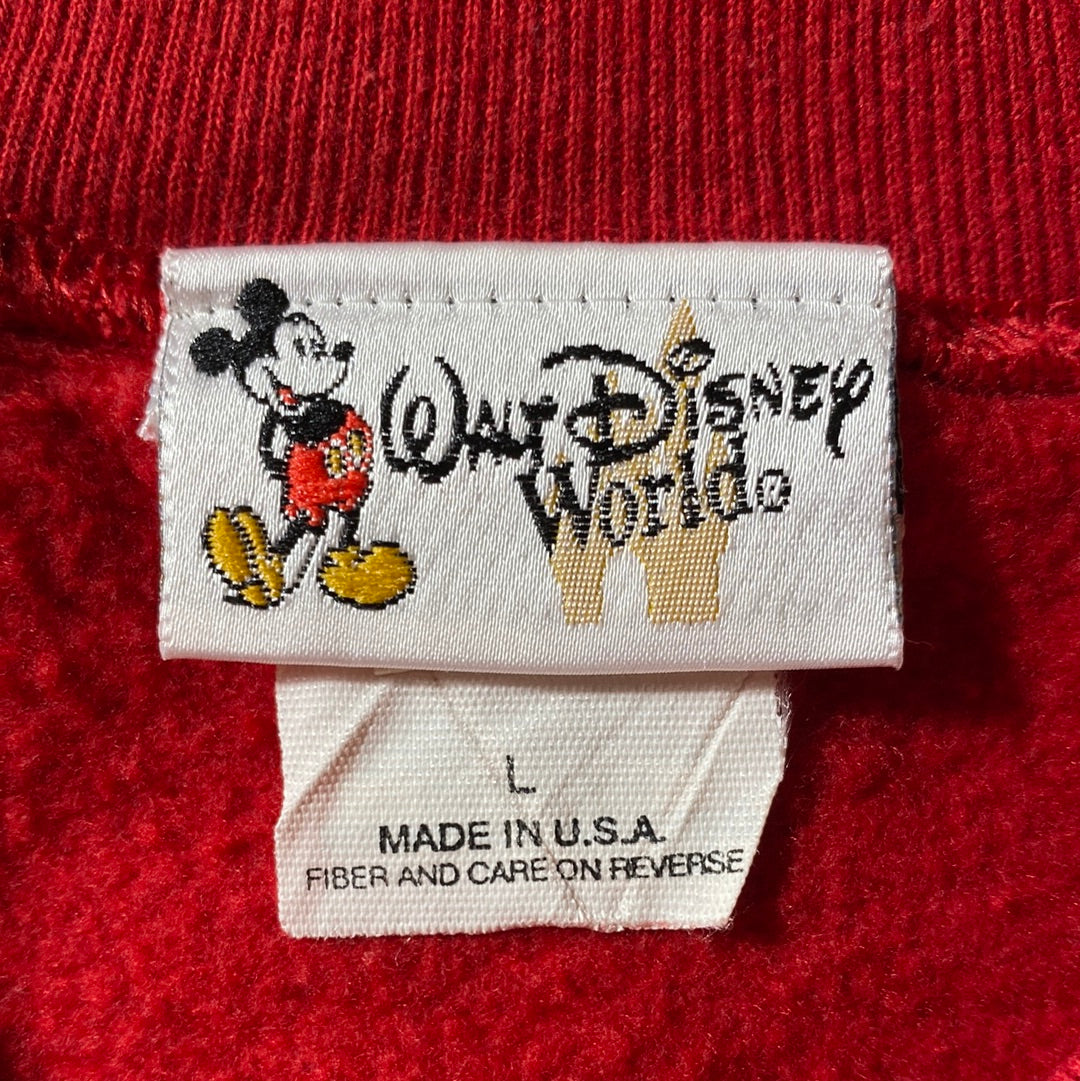 WALT DISNEY
World®
L
MADE IN U.S.A.
FIBER AND CARE ON REVERSE